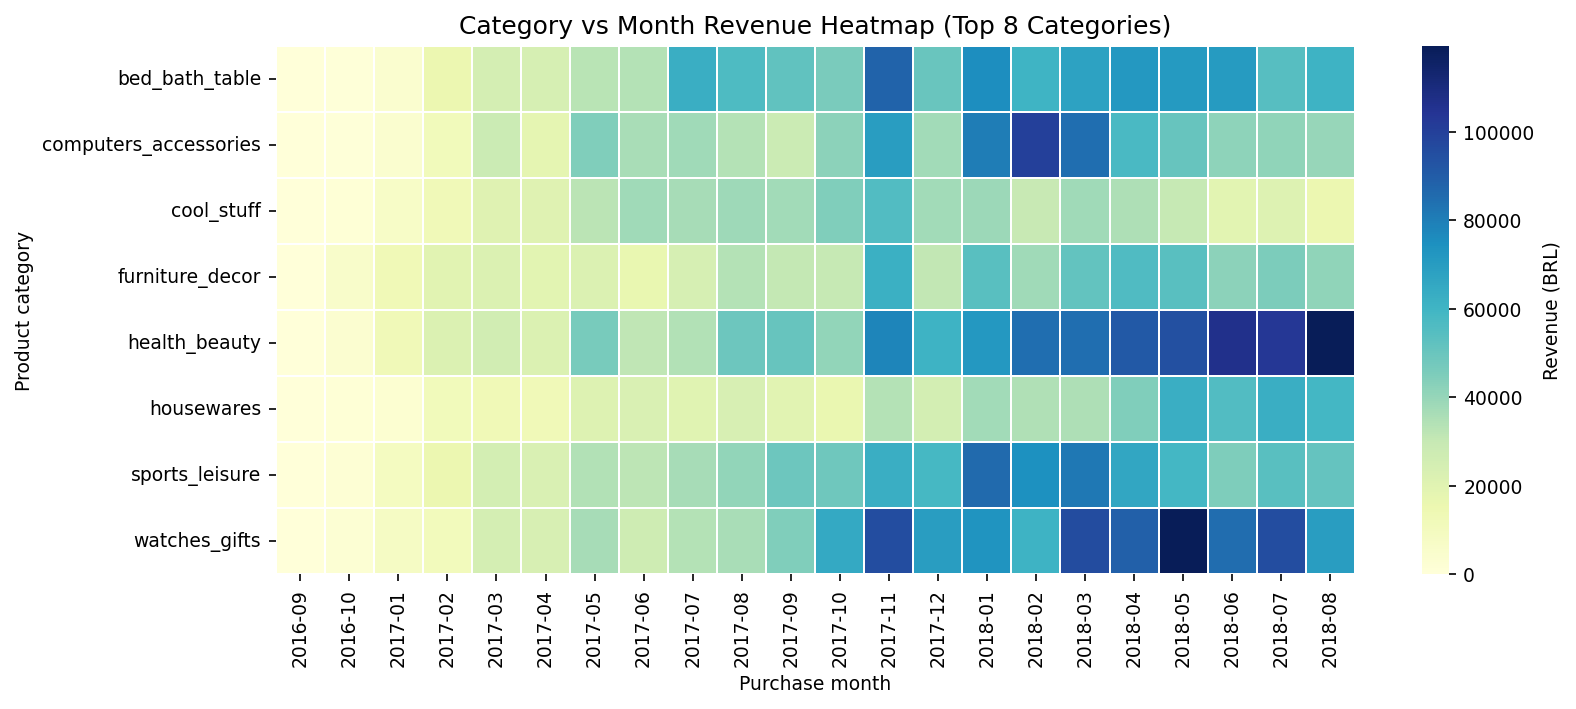 Category vs Month Revenue Heatmap (Top 8 Categories)
Product category
bed_bath_table
computers_accessories
cool_stuff
furniture_decor
health_beauty
housewares
sports_leisure
watches_gifts
2016-09
2016-10
2017-01
2017-02
2017-03
2017-04
2017-05
2017-06
2017-07
2017-08
2017-09
2017-10
2017-11
2017-12
2018-01
2018-02
2018-03
2018-04
2018-05
2018-06
2018-07
2018-08
Purchase month
100000
80000
60000
40000
20000
0
Revenue (BRL)